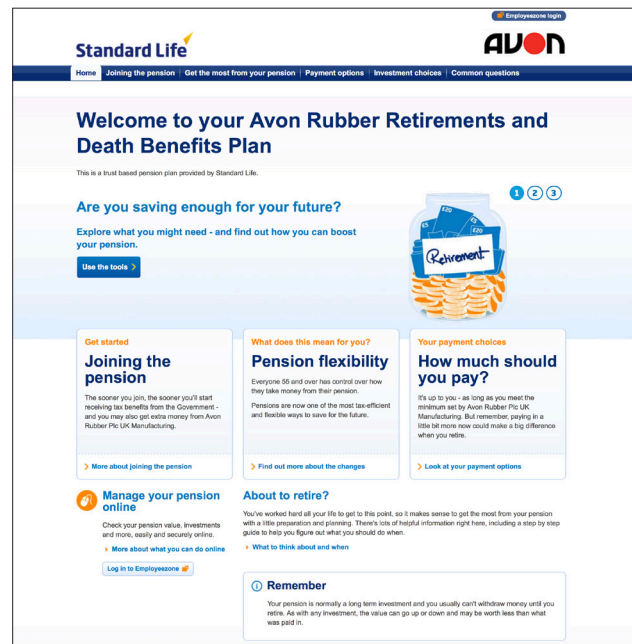 Employeezone login
Standard Life
AVON
Home | Joining the pension | Get the most from your pension | Payment options | Investment choices | Common questions
Welcome to your Avon Rubber Retirements and
Death Benefits Plan
This is a trust based pension plan provided by Standard Life.
1 2 3
Are you saving enough for your future?
Explore what you might need - and find out how you can boost
your pension.
Use the tools >
£20
£5
£20
Retirement
Get started
Joining the
pension
The sooner you join, the sooner you'll start
receiving tax benefits from the Government -
and you may also get extra money from Avon
Rubber Plc UK Manufacturing.
More about joining the pension
What does this mean for you?
Pension flexibility
Everyone 55 and over has control over how
they take money from their pension.
Pensions are now one of the most tax-efficient
and flexible ways to save for the future.
Find out more about the changes
Your payment choices
How much should
you pay?
It's up to you - as long as you meet the
minimum set by Avon Rubber Plc UK
Manufacturing. But remember, paying in a
little bit more now could make a big difference
when you retire.
Look at your payment options
Manage your pension
online
Check your pension value, investments
and more, easily and securely online.
More about what you can do online
Log in to Employeezone
About to retire?
You've worked hard all your life to get to this point, so it makes sense to get the most from your pension
with a little preparation and planning. There's lots of helpful information right here, including a step by step
guide to help you figure out what you should do when.
What to think about and when
Remember
Your pension is normally a long term investment and you usually can't withdraw money until you
retire. As with any investment, the value can go up or down and may be worth less than what
was paid in.